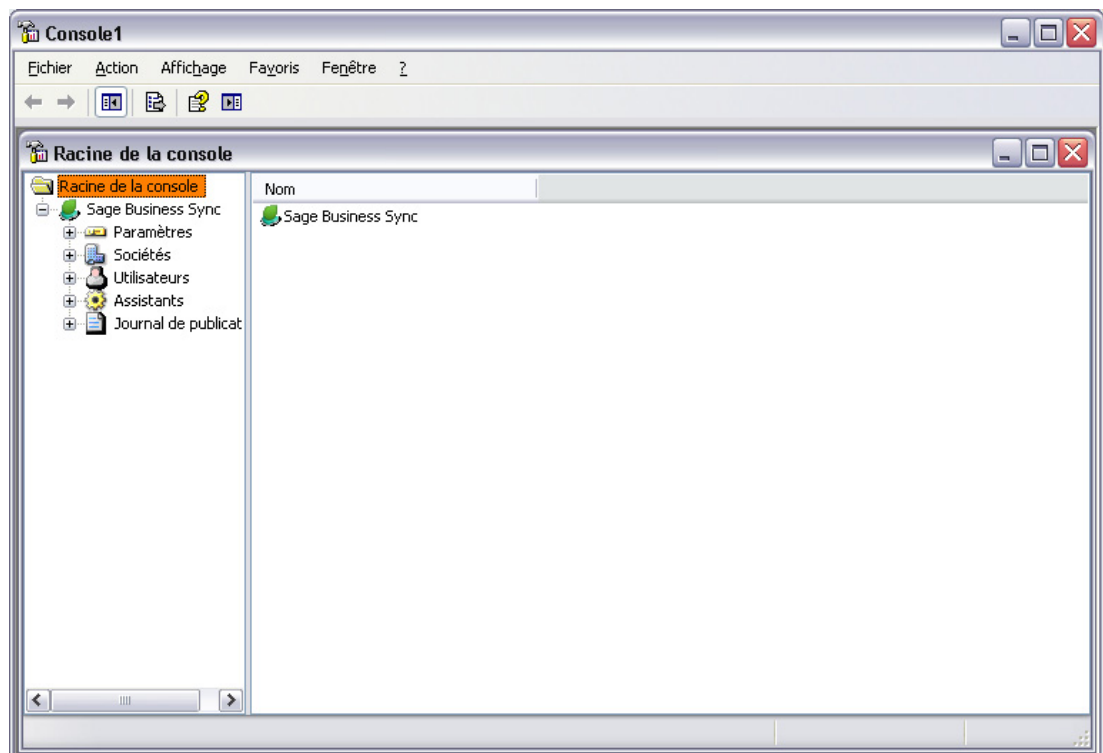 Console1
Fichier Action Affichage Favoris Fenêtre ?
Racine de la console
Racine de la console
Nom
Sage Business Sync
Sage Business Sync
Paramètres
Sociétés
Utilisateurs
Assistants
Journal de publicat